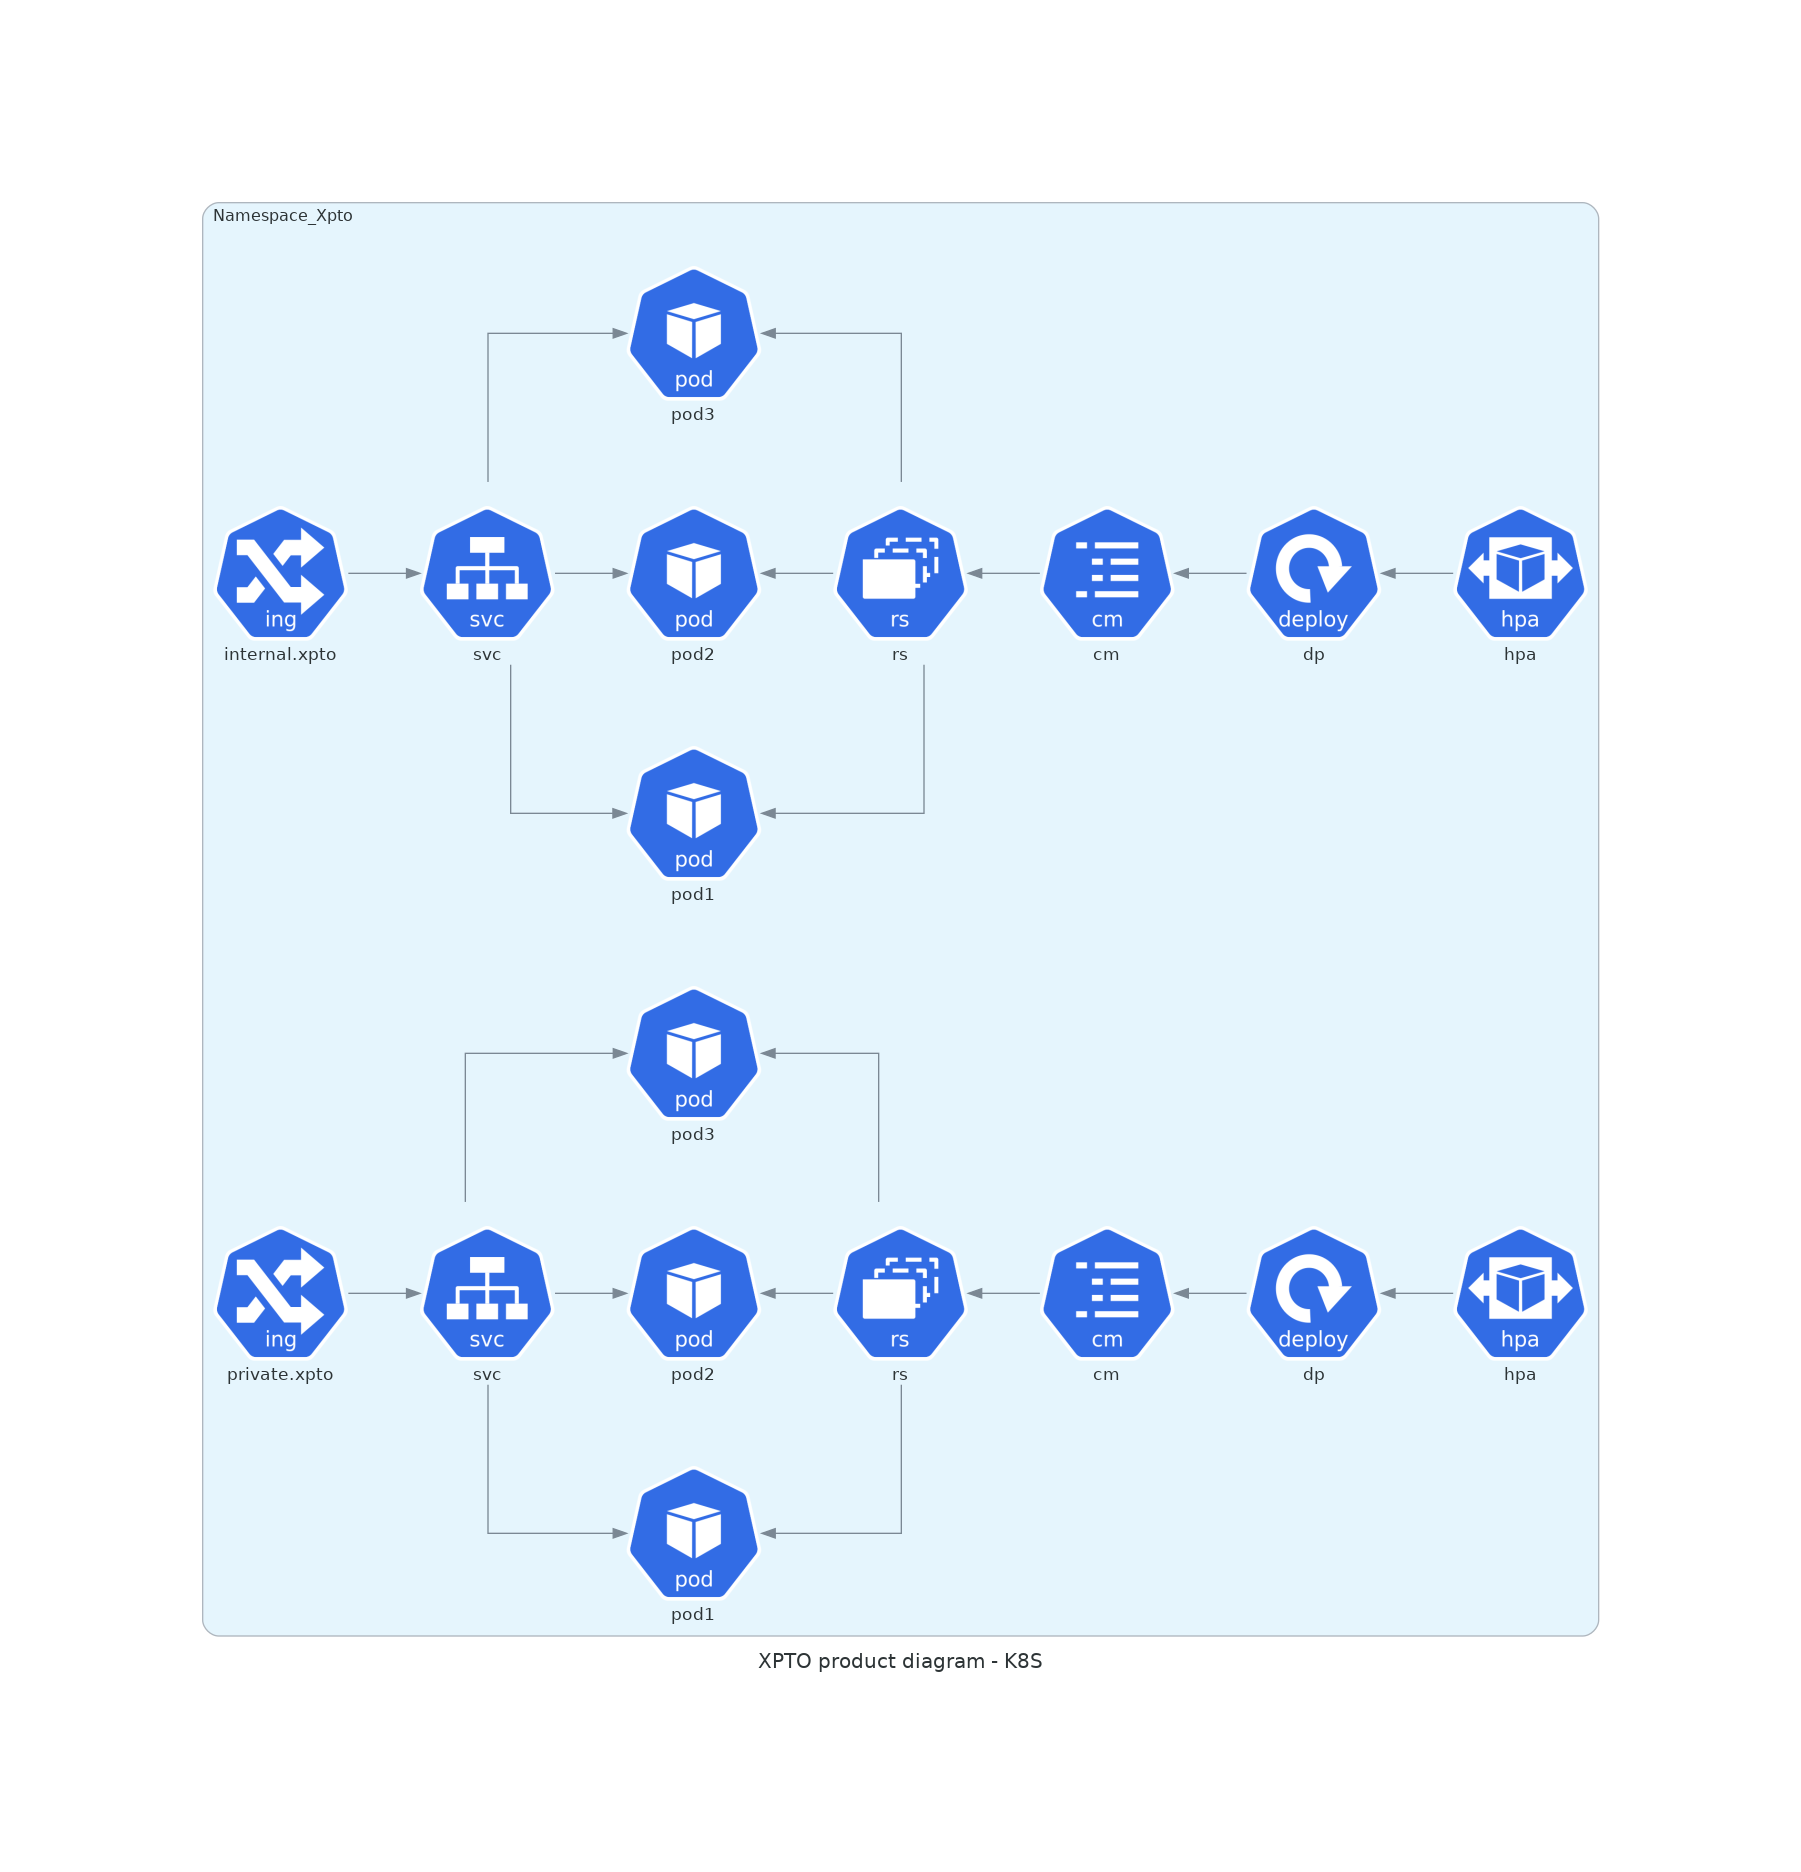 Namespace_Xpto
pod
pod3
ing
internal.xpto
svc
svc
pod
pod2
rs
rs
cm
cm
deploy
dp
hpa
hpa
pod
pod1
pod
pod3
ing
private.xpto
svc
svc
pod
pod2
rs
rs
cm
cm
deploy
dp
hpa
hpa
pod
pod1
XPTO product diagram - K8S